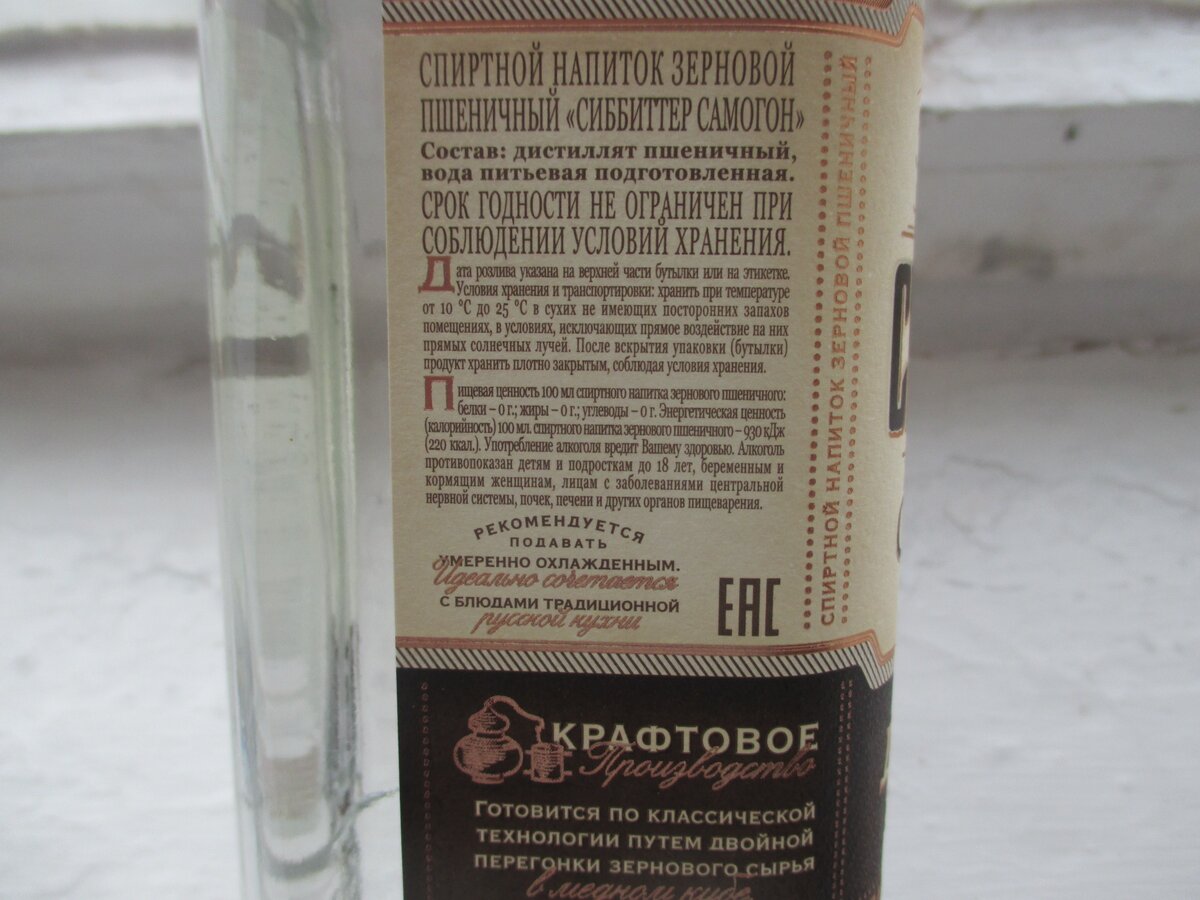 СПИРТНОЙ НАПИТОК ЗЕРНОВОЙ
ПШЕНИЧНЫЙ «СИББИТТЕР САМОГОН»
Состав: дистиллят пшеничный,
вода питьевая подготовленная.
СРОК ГОДНОСТИ НЕ ОГРАНИЧЕН ПРИ
СОБЛЮДЕНИИ УСЛОВИЙ ХРАНЕНИЯ.
Дата розлива указана на верхней части бутылки или на этикетке.
Условия хранения и транспортировки: хранить при температуре
от 10 °С до 25 °С в сухих не имеющих посторонних запахов
помещениях, в условиях, исключающих прямое воздействие на них
прямых солнечных лучей. После вскрытия упаковки (бутылки)
продукт хранить плотно закрытым, соблюдая условия хранения.
Пищевая ценность 100 мл спиртного напитка зернового пшеничного:
белки – 0 г.; жиры – 0 г.; углеводы – 0 г. Энергетическая ценность
(калорийность) 100 мл. спиртного напитка зернового пшеничного – 930 кДж
(220 ккал.). Употребление алкоголя вредит Вашему здоровью. Алкоголь
противопоказан детям и подросткам до 18 лет, беременным и
кормящим женщинам, лицам с заболеваниями центральной
нервной системы, почек, печени и других органов пищеварения.
РЕКОМЕНДУЕТСЯ
ПОДАВАТЬ
УМЕРЕННО ОХЛАЖДЕННЫМ.
Идеально сочетается
С БЛЮДАМИ ТРАДИЦИОННОЙ
русской кухни
EAC
СПИРТНОЙ НАПИТОК ЗЕРНОВОЙ ПШЕНИЧНЫЙ
КРАФТОВОЕ
Производство
ГОТОВИТСЯ ПО КЛАССИЧЕСКОЙ
ТЕХНОЛОГИИ ПУТЕМ ДВОЙНОЙ
ПЕРЕГОНКИ ЗЕРНОВОГО СЫРЬЯ
в медном кубе